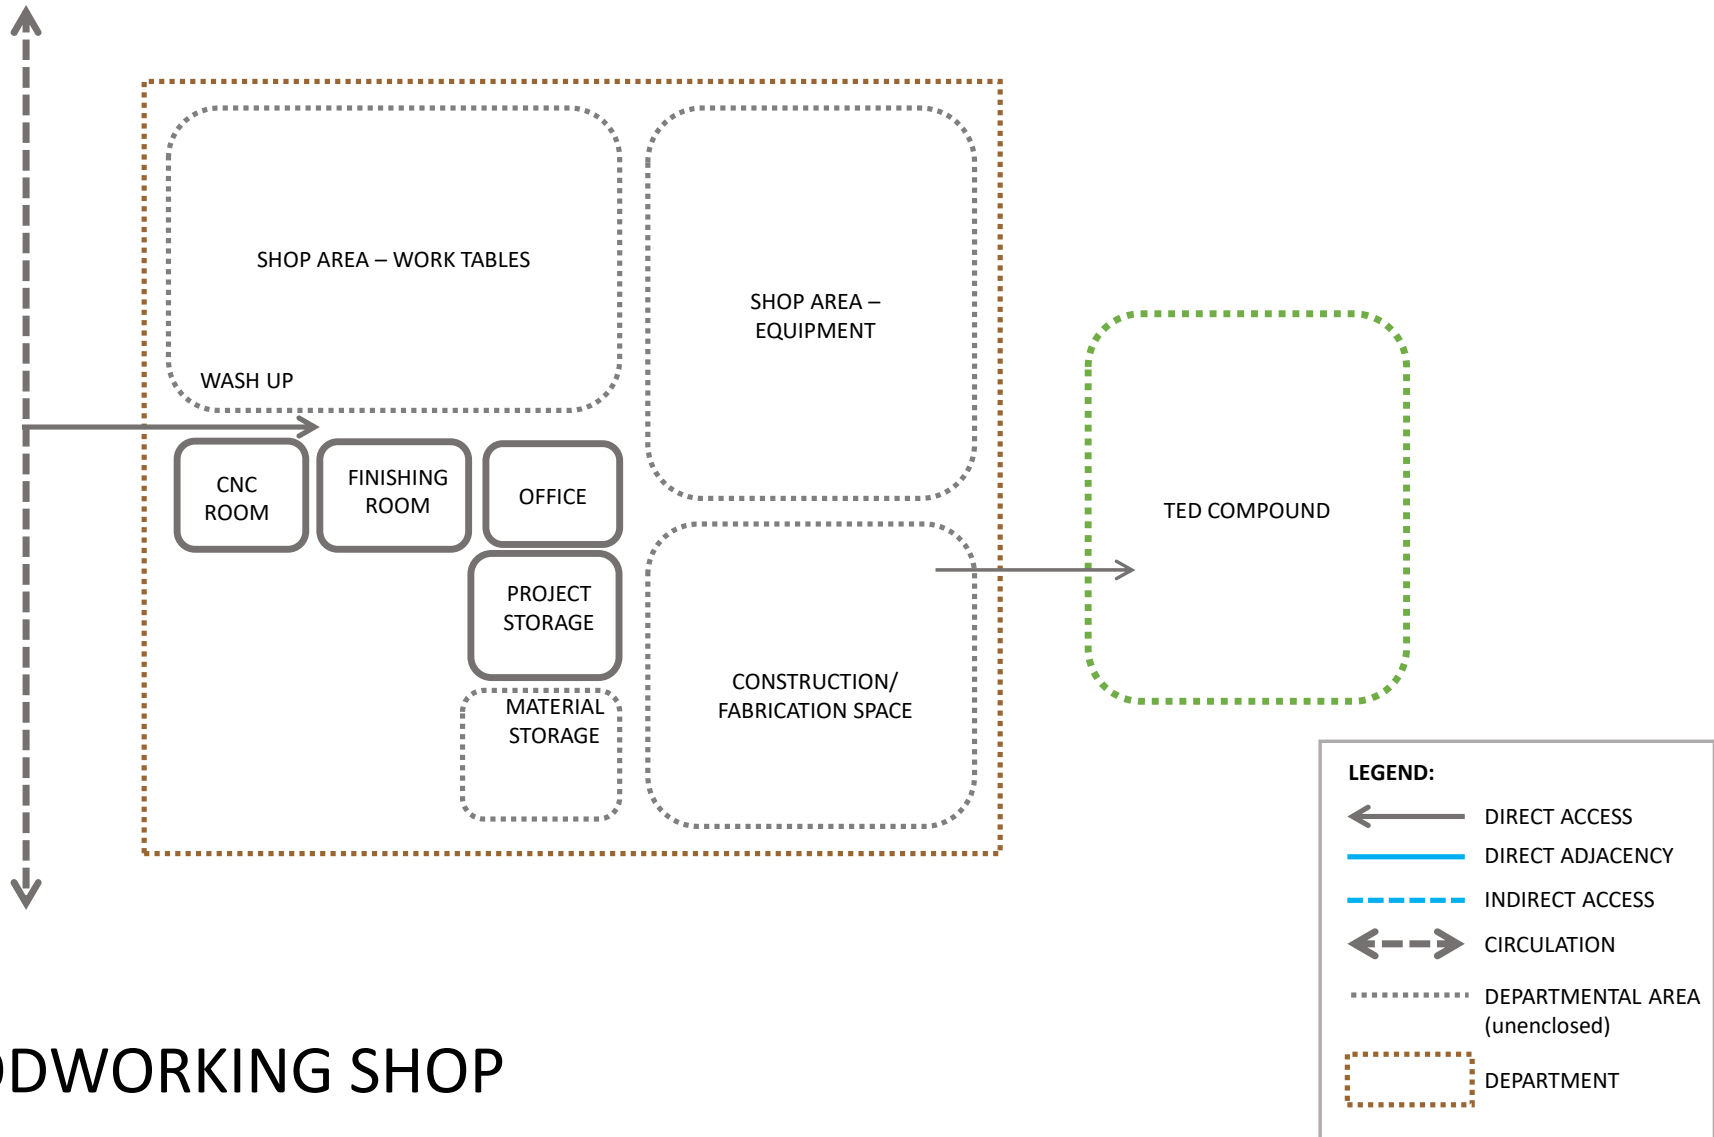 SHOP AREA – WORK TABLES
SHOP AREA –
EQUIPMENT
WASH UP
CNC
ROOM
FINISHING
ROOM
OFFICE
PROJECT
STORAGE
MATERIAL
STORAGE
CONSTRUCTION/
FABRICATION SPACE
TED COMPOUND
LEGEND:
DIRECT ACCESS
DIRECT ADJACENCY
INDIRECT ACCESS
CIRCULATION
DEPARTMENTAL AREA
(unenclosed)
DEPARTMENT
ODWORKING SHOP